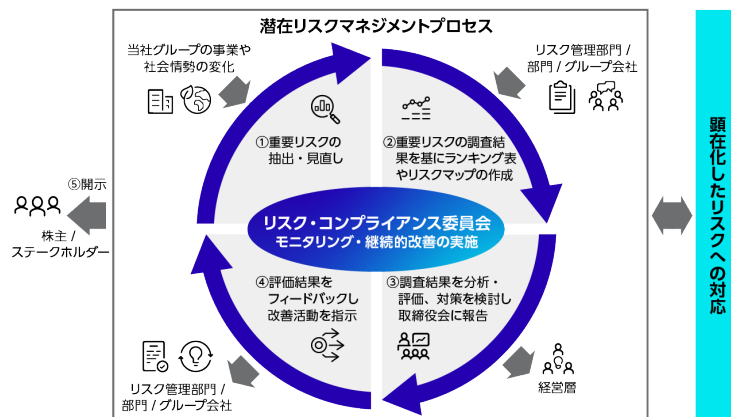 潜在リスクマネジメントプロセス
当社グループの事業や
社会情勢の変化
リスク管理部門 /
部門 / グループ会社
①重要リスクの
抽出・見直し
②重要リスクの調査結
果を基にランキング表
やリスクマップの作成
リスク・コンプライアンス委員会
モニタリング・継続的改善の実施
④評価結果を
フィードバックし
改善活動を指示
③調査結果を分析・
評価、対策を検討し
取締役会に報告
⑤開示
株主 /
ステークホルダー
リスク管理部門 /
部門 / グループ会社
経営層
顕在化したリスクへの対応